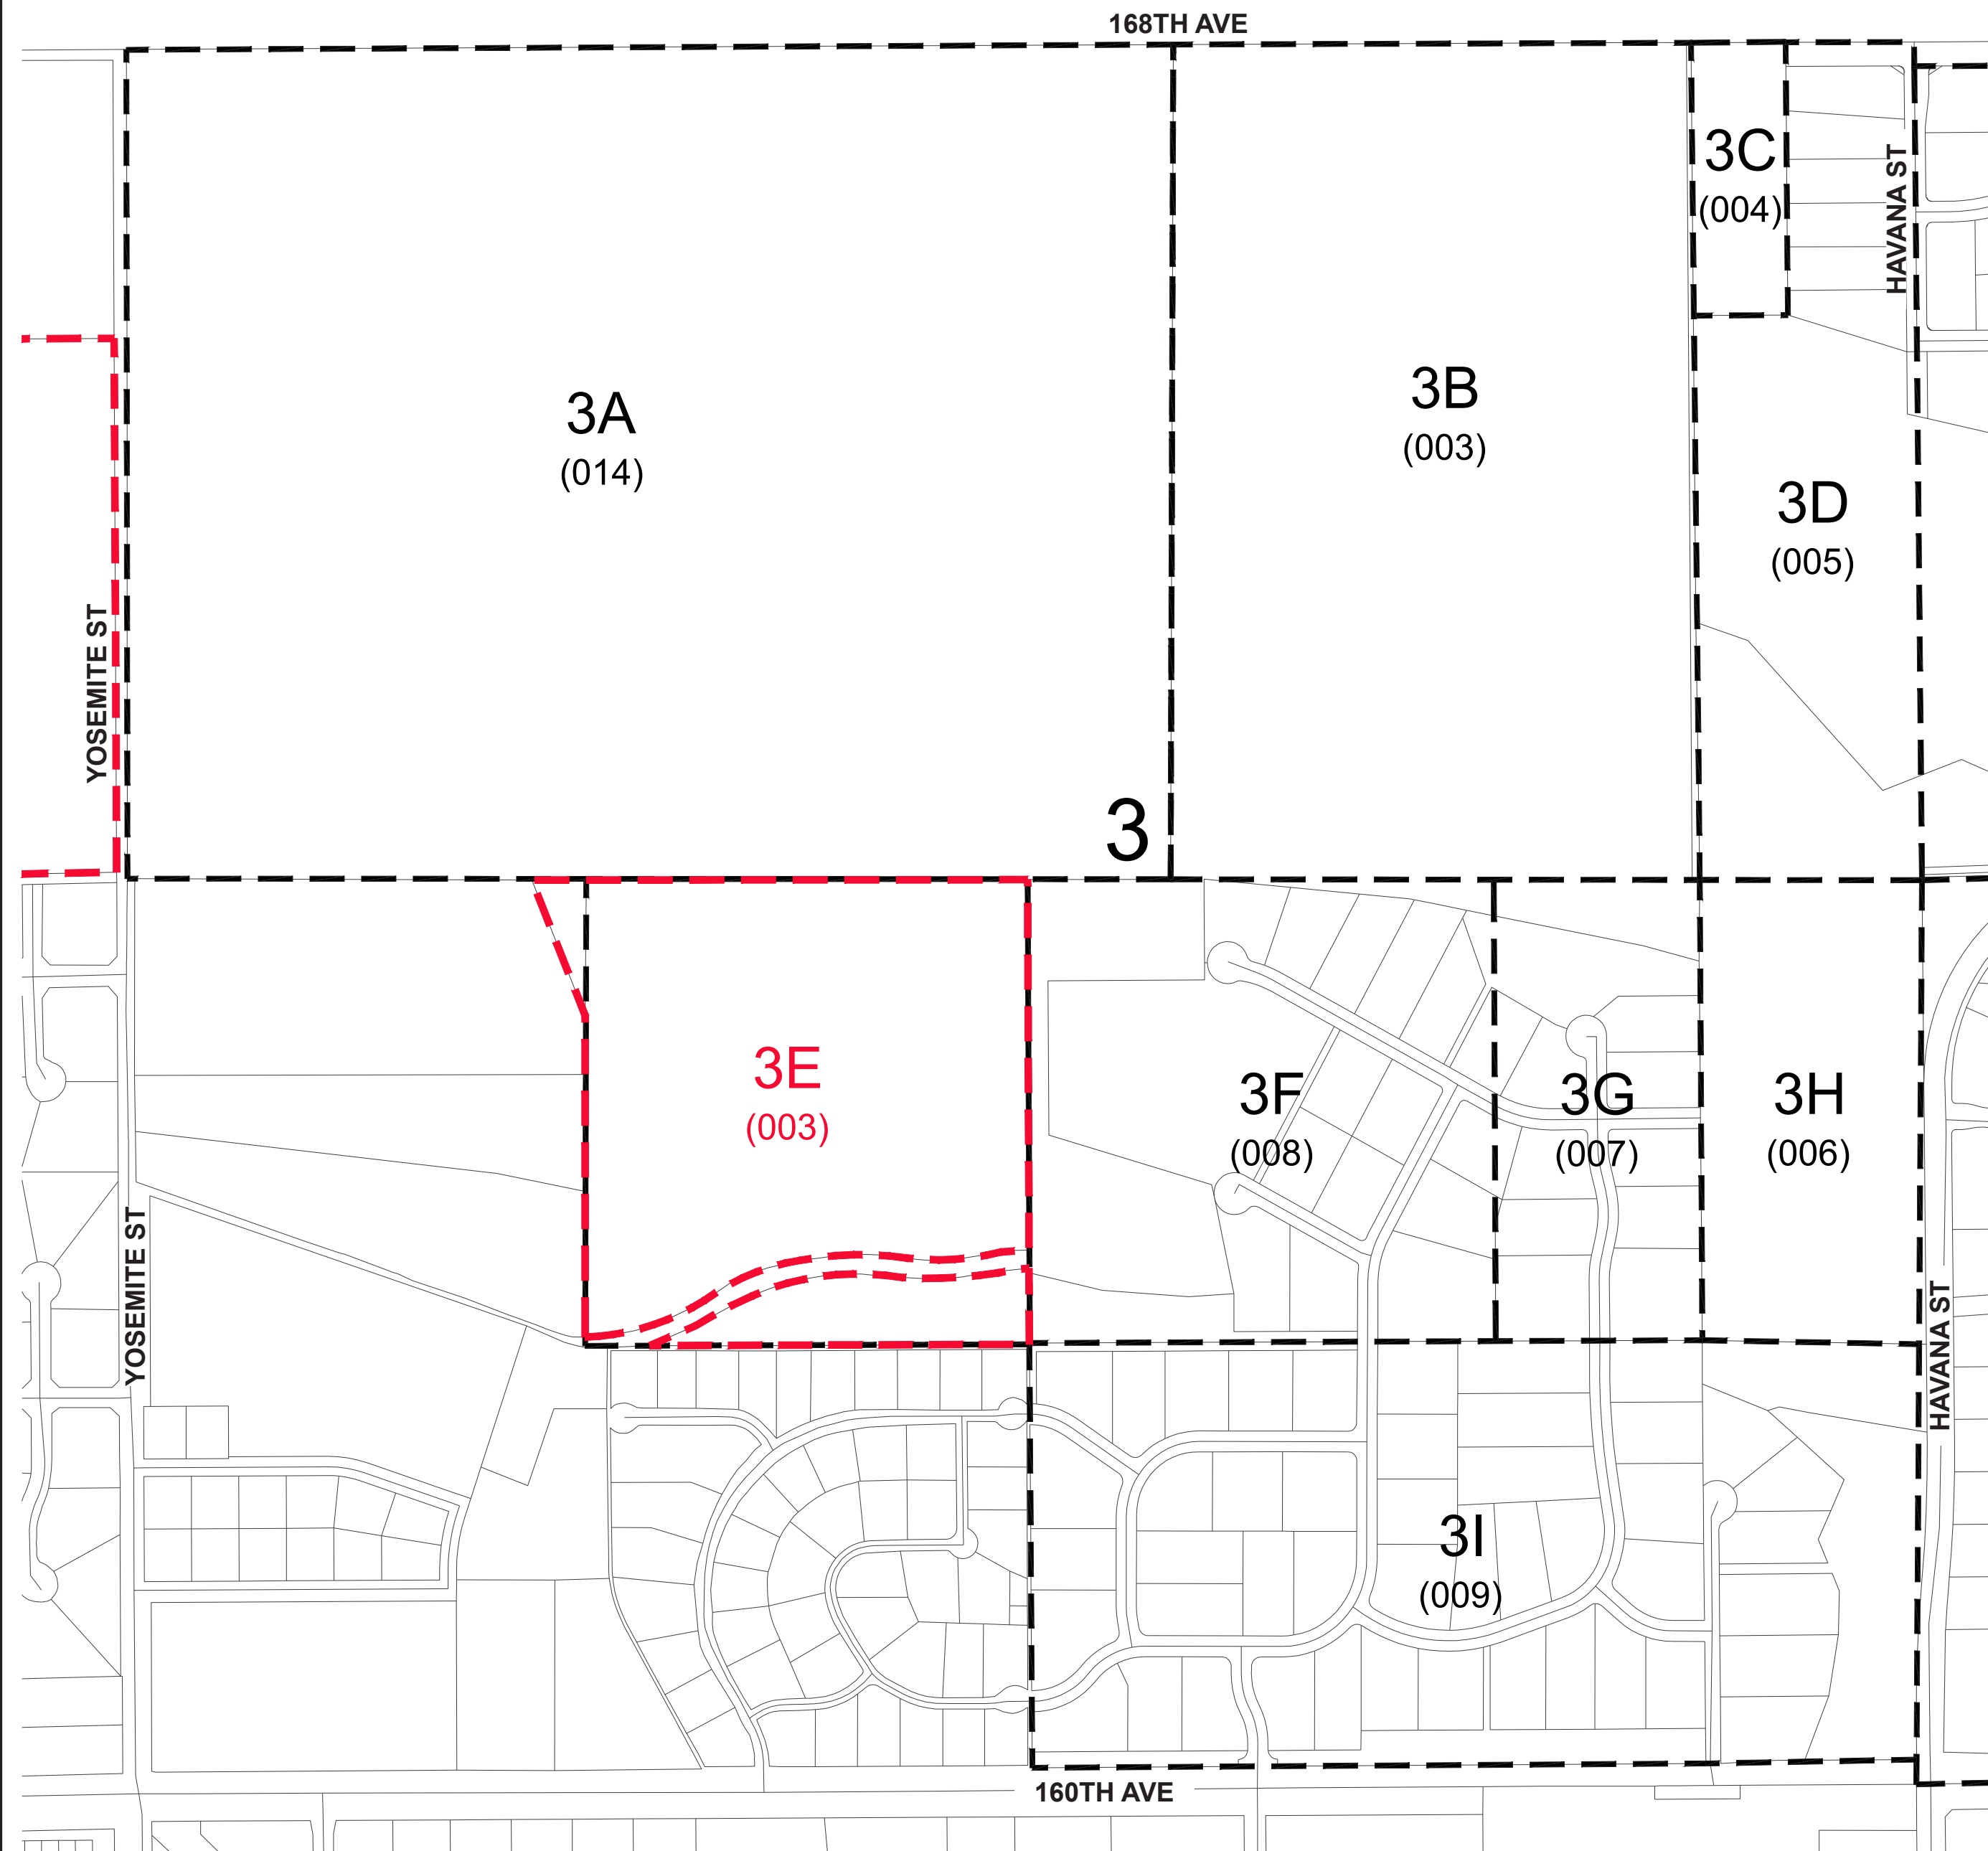 168TH AVE
3C
(004)
HAVANA ST
3A
(014)
3B
(003)
3D
(005)
YOSEMITE ST
3
3E
(003)
3F
(008)
3G
(007)
3H
(006)
YOSEMITE ST
HAVANA ST
3I
(009)
160TH AVE